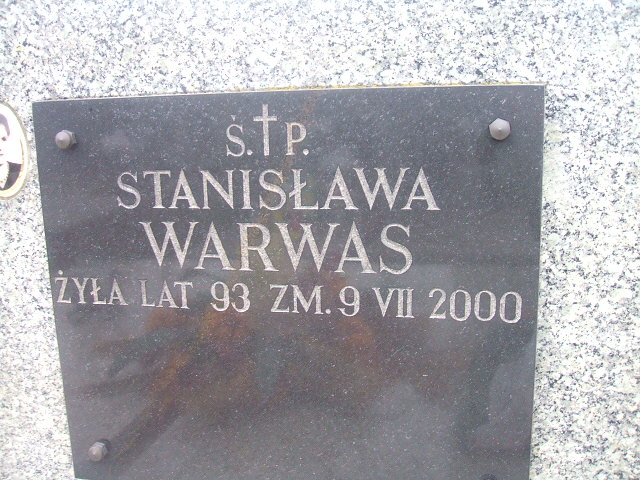 Ś.†P.
STANISŁAWA
WARWAS
ŻYŁA LAT 93 ZM. 9 VII 2000